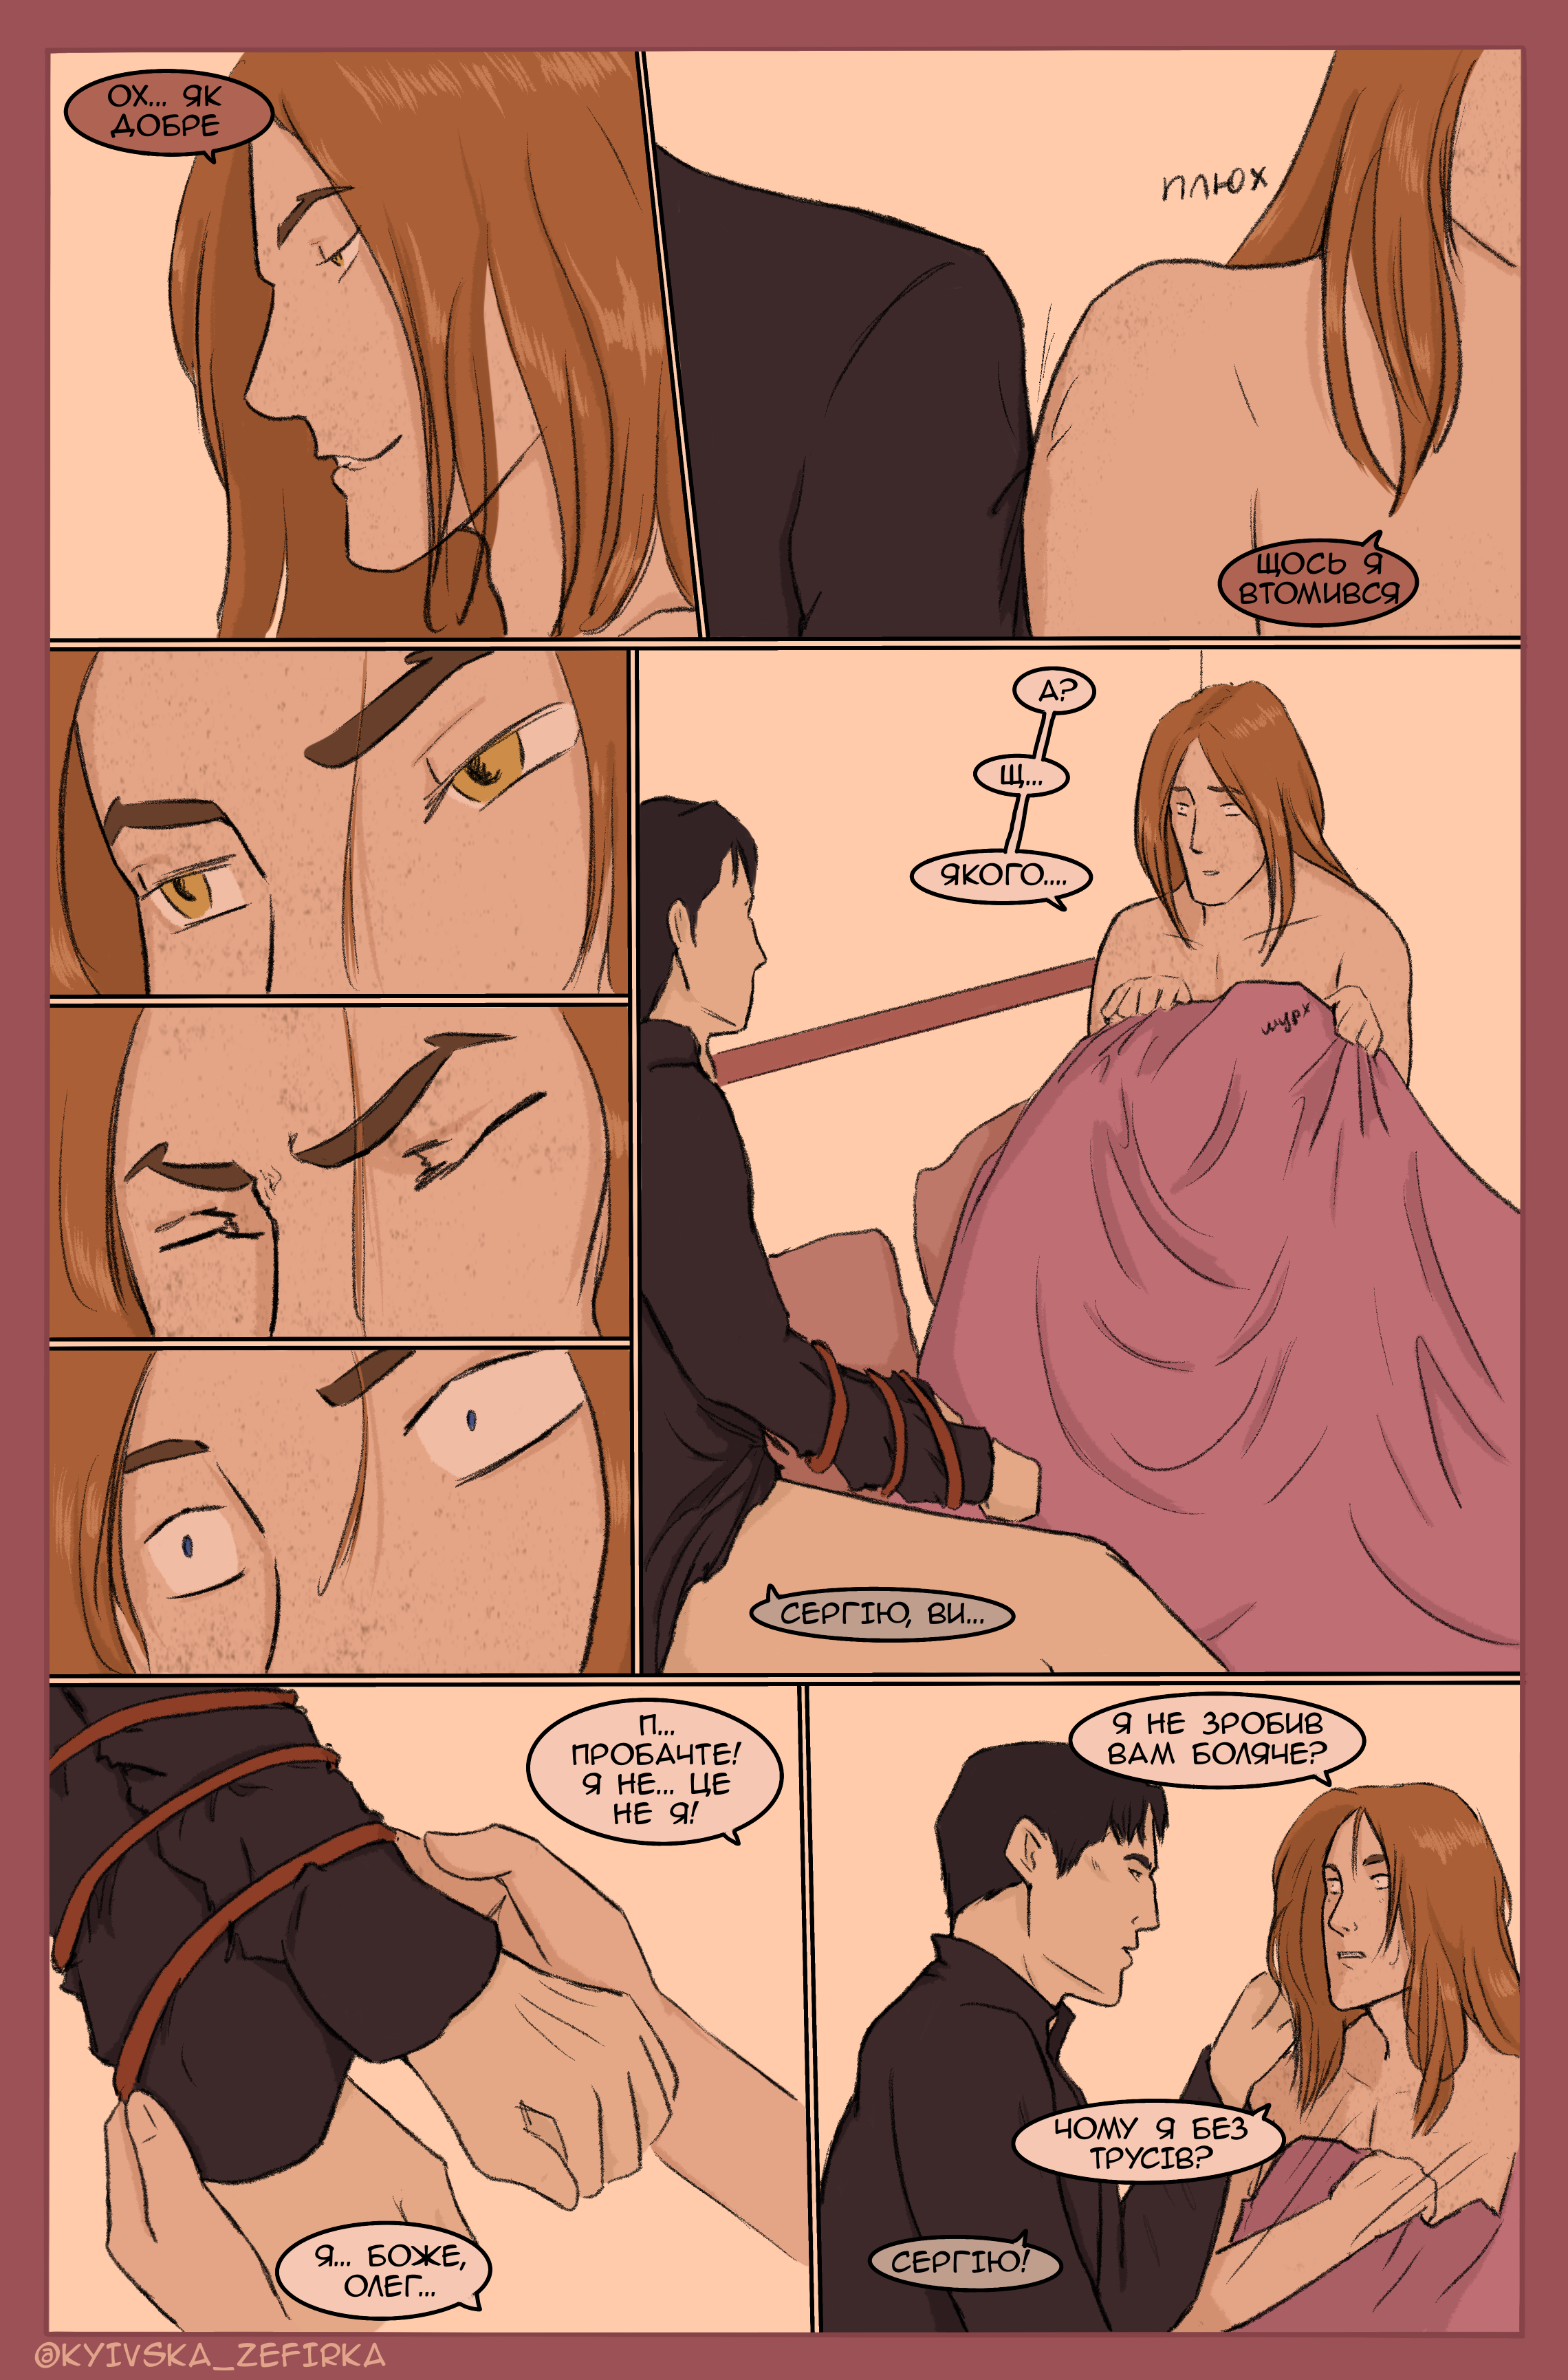 ОХ... ЯК
ДОБРЕ
ПЛЮХ
ЩОСЬ Я
ВТОМИВСЯ
А?
Щ...
ЯКОГО....
шурх
СЕРГІЮ, ВИ...
П...
ПРОБАЧТЕ!
Я НЕ... ЦЕ
НЕ Я!
Я... БОЖЕ,
ОЛЕГ...
Я НЕ ЗРОБИВ
ВАМ БОЛЯЧЕ?
ЧОМУ Я БЕЗ
ТРУСІВ?
СЕРГІЮ!
@KYIVSKA_ZEFIRKA